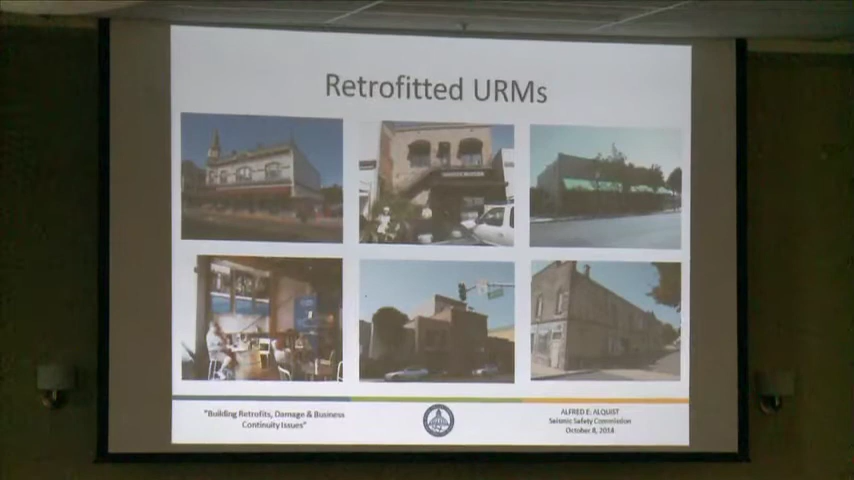 Retrofitted URMs
"Building Retrofits, Damage & Business
Continuity Issues"
ALFRED E. ALQUIST
Seismic Safety Commission
October 8, 2014